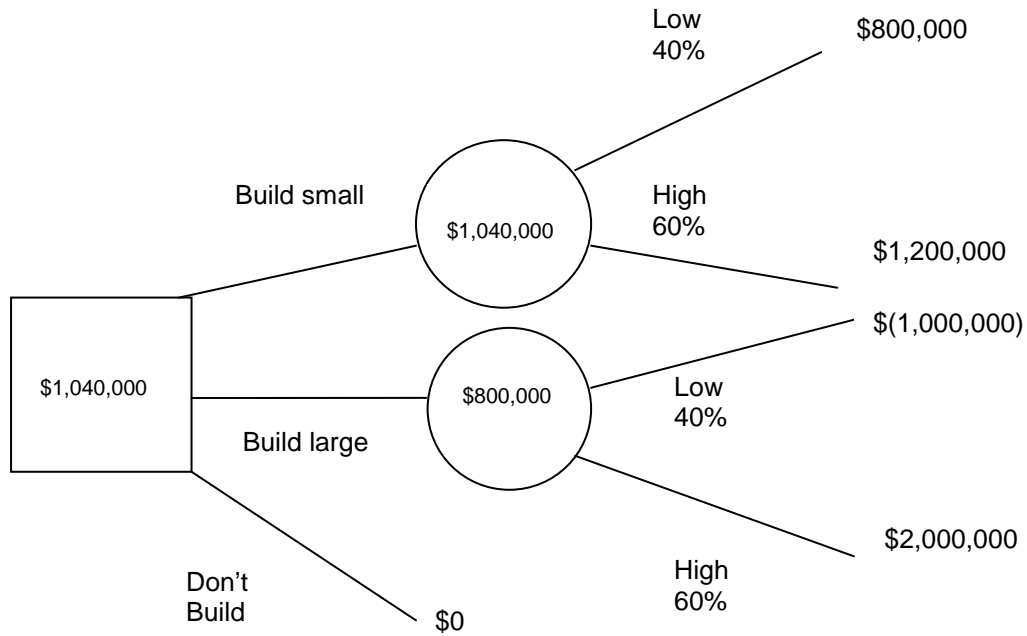 Low
40%
$800,000
Build small
High
60%
$1,040,000
$1,200,000
$(1,000,000)
$1,040,000
$800,000
Low
40%
Build large
$2,000,000
High
60%
Don’t
Build
$0